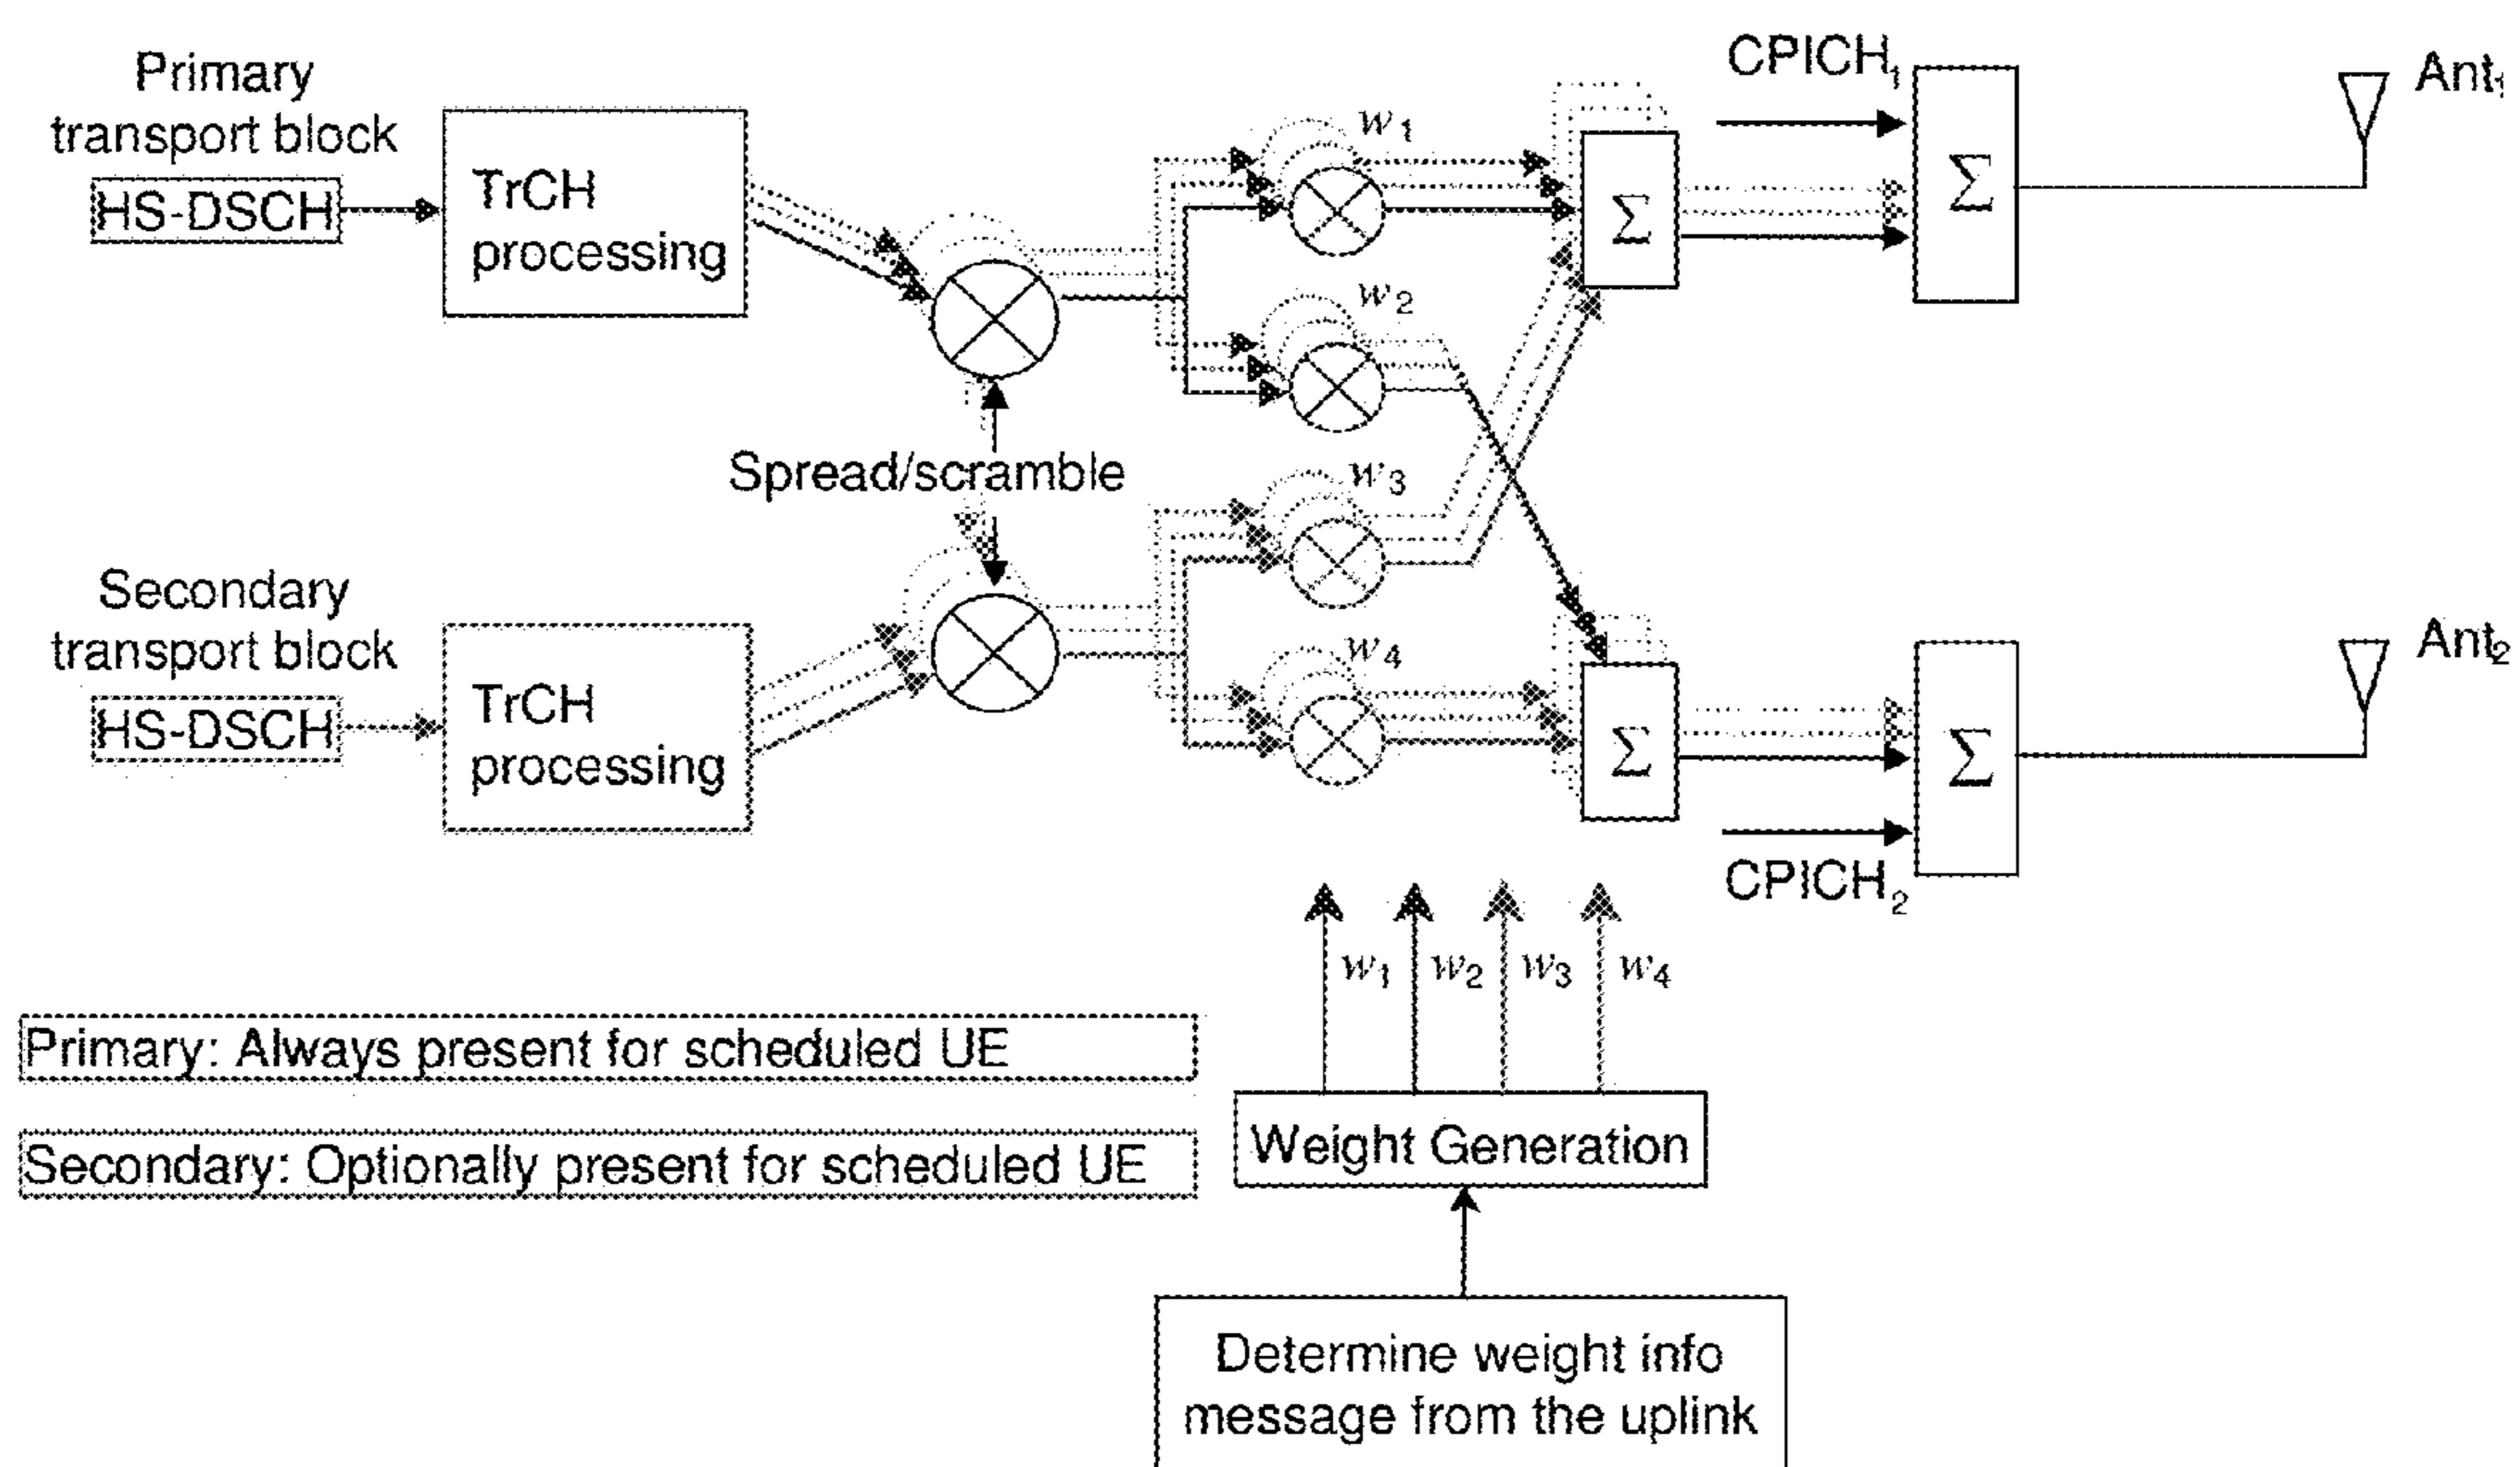 Primary
transport block
HS-DSCH
TrCH
processing
w1
w2
Σ
CPICH1
Σ
Ant1
Spread/scramble
Secondary
transport block
HS-DSCH
TrCH
processing
w3
w4
Σ
CPICH2
Σ
Ant2
w1 w2 w3 w4
Primary: Always present for scheduled UE
Secondary: Optionally present for scheduled UE
Weight Generation
Determine weight info
message from the uplink